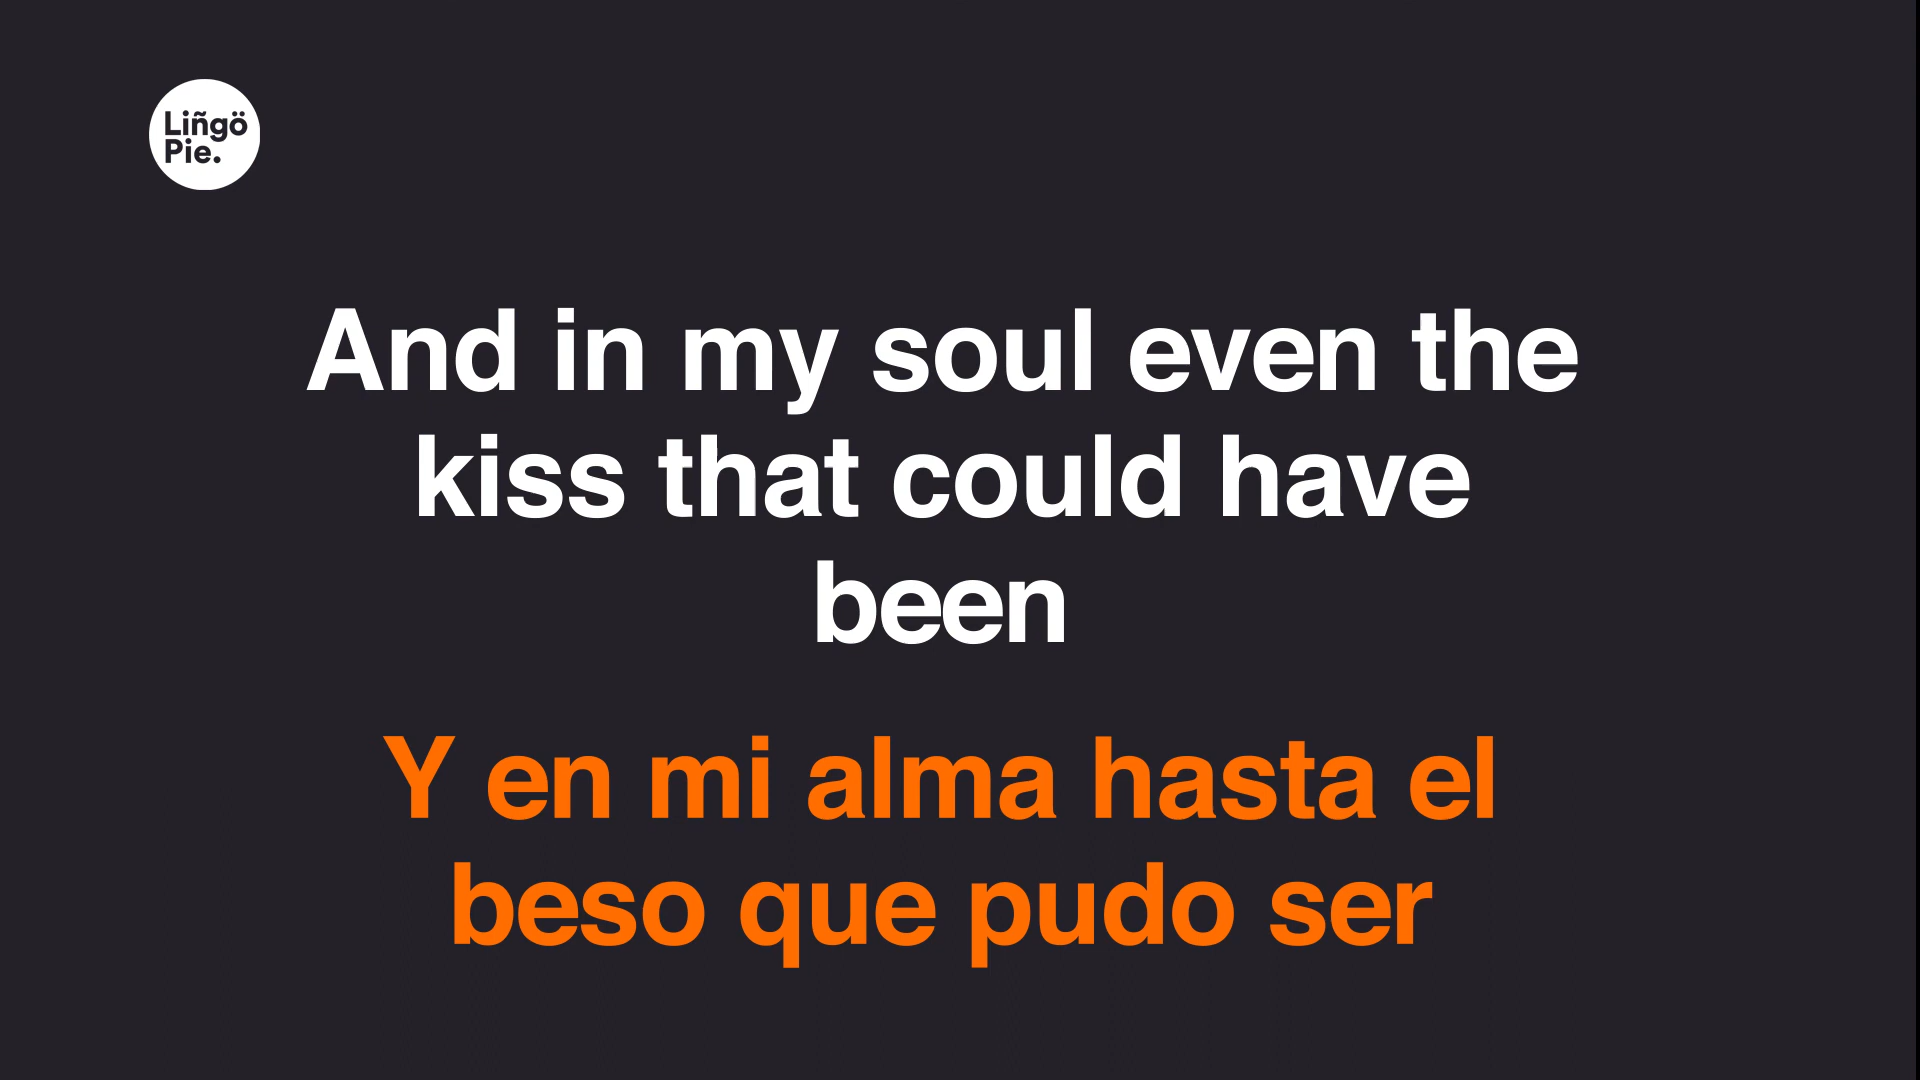 Liñgö
Pie.
And in my soul even the
kiss that could have
been
Y en mi alma hasta el
beso que pudo ser